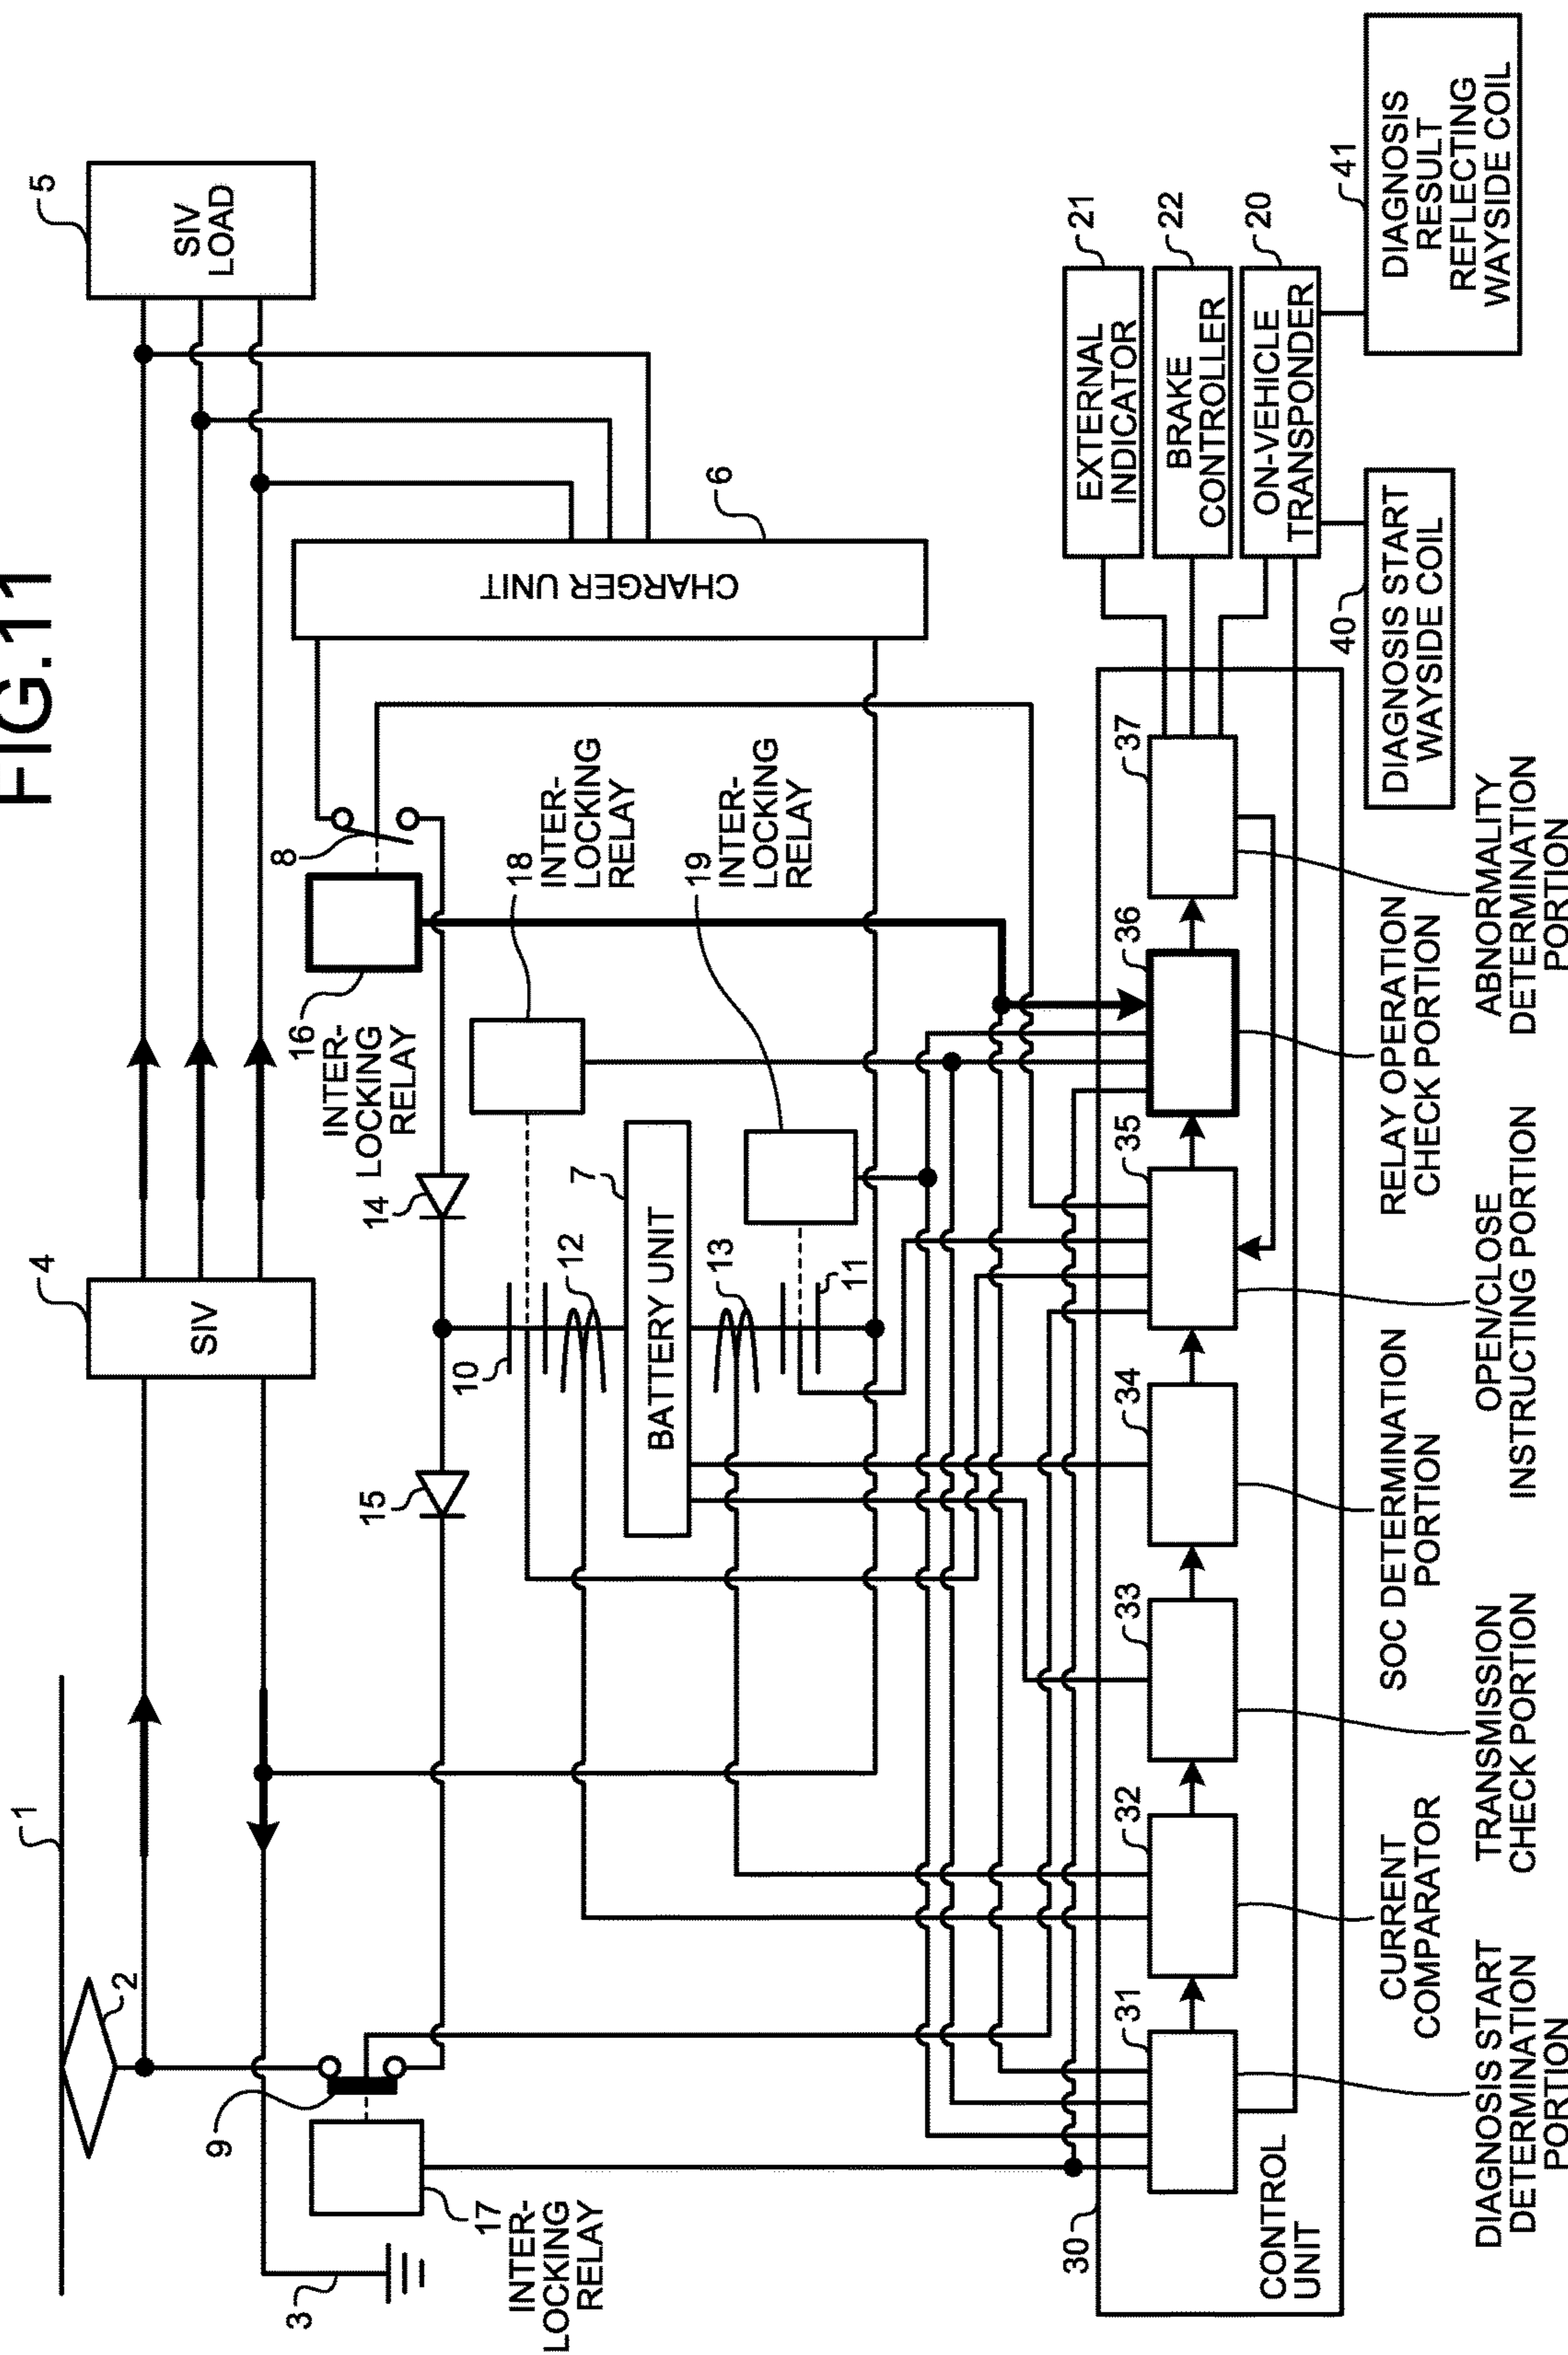 FIG.11
1
2
3
4
SIV
5
SIV
LOAD
6
CHARGER UNIT
7
BATTERY UNIT
8
9
10
11
12
13
14
15
16
INTER-
LOCKING
RELAY
17
INTER-
LOCKING
RELAY
18
INTER-
LOCKING
RELAY
19
INTER-
LOCKING
RELAY
21
EXTERNAL
INDICATOR
22
BRAKE
CONTROLLER
20
ON-VEHICLE
TRANSPONDER
30
CONTROL
UNIT
31
32
33
34
35
36
37
DIAGNOSIS START
DETERMINATION
PORTION
CURRENT
COMPARATOR
TRANSMISSION
CHECK PORTION
SOC DETERMINATION
PORTION
OPEN/CLOSE
INSTRUCTING PORTION
RELAY OPERATION
CHECK PORTION
ABNORMALITY
DETERMINATION
PORTION
40
DIAGNOSIS START
WAYSIDE COIL
41
DIAGNOSIS
RESULT
REFLECTING
WAYSIDE COIL